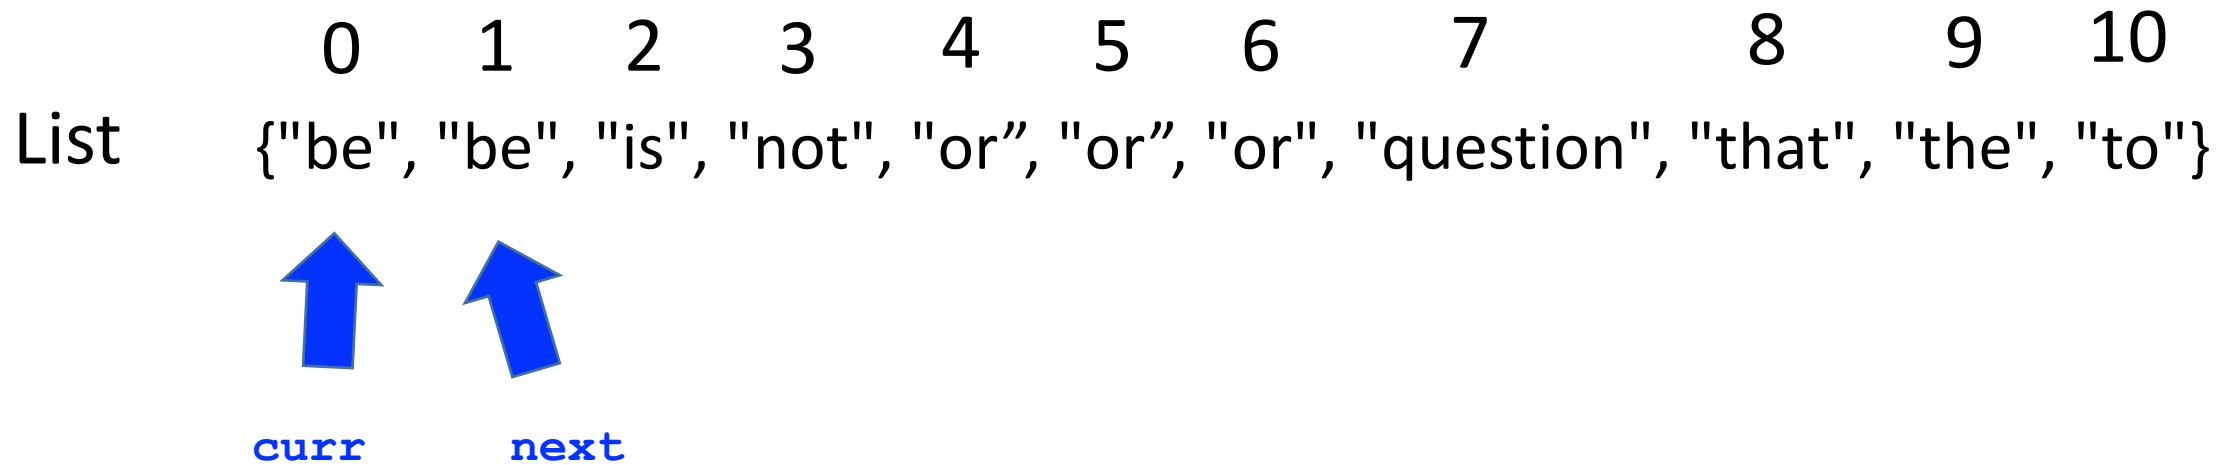 0 1 2 3 4 5 6 7 8 9 10
List {"be", "be", "is", "not", "or”, "or”, "or", "question", "that", "the", "to"}
curr next